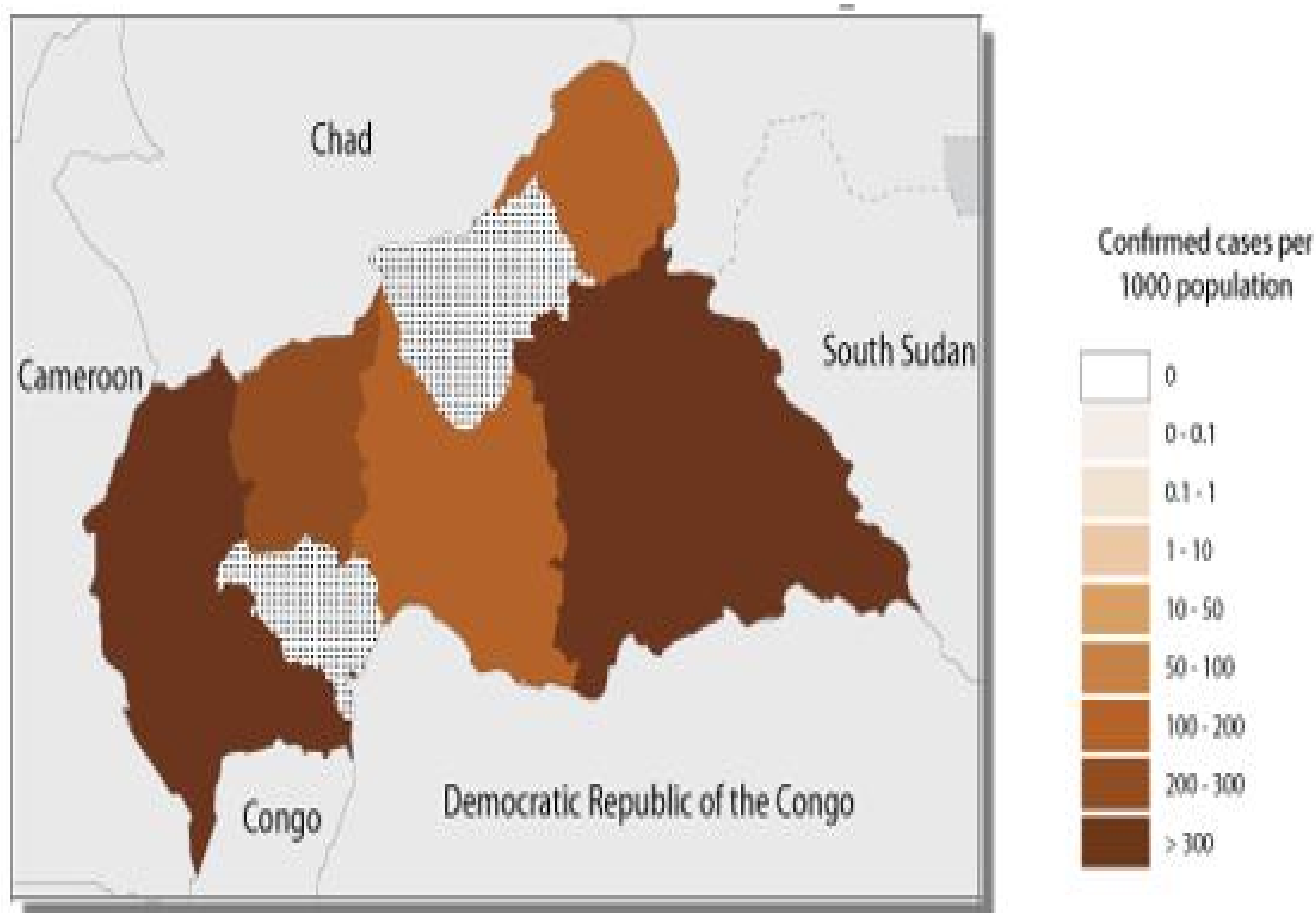 Chad
South Sudan
Cameroon
Democratic Republic of the Congo
Congo
Confirmed cases per
1000 population
0
0 - 0.1
0.1 - 1
1 - 10
10 - 50
50 - 100
100 - 200
200 - 300
> 300